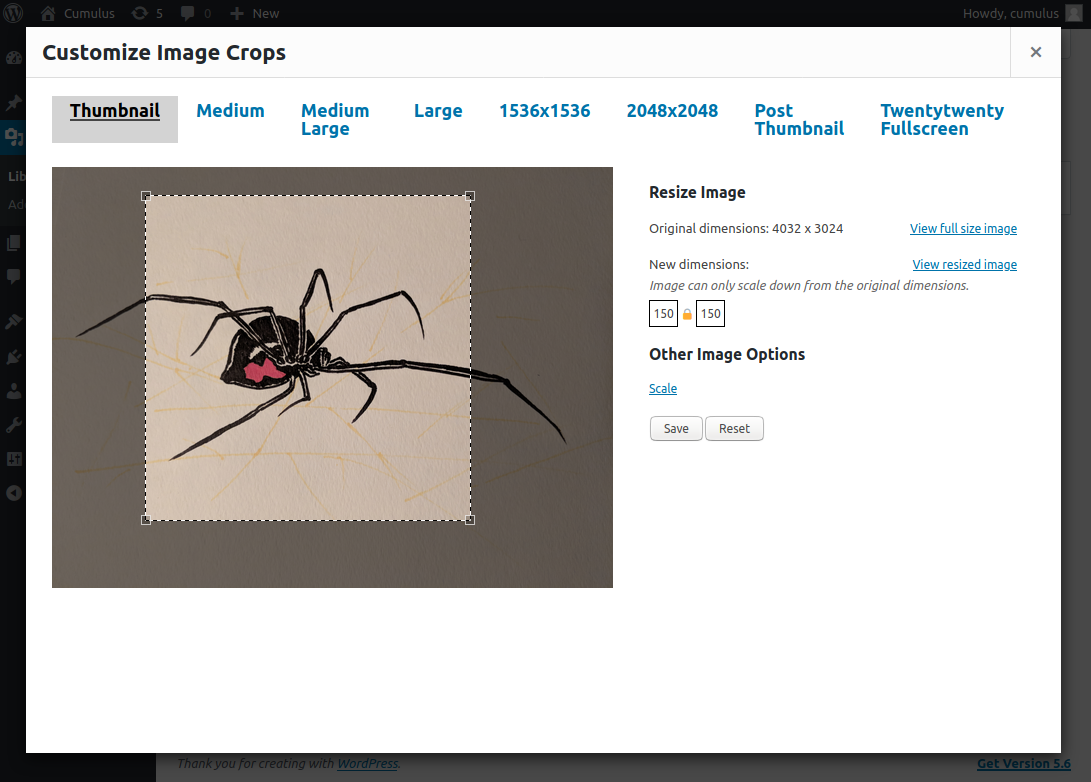 Cumulus 5 0 New Howdy, cumulus
Customize Image Crops ×
Thumbnail Medium Medium Large 1536x1536 2048x2048 Post Thumbnail Twentytwenty Fullscreen
Resize Image
Original dimensions: 4032 x 3024 View full size image
New dimensions: View resized image
Image can only scale down from the original dimensions.
150 150
Other Image Options
Scale
Save Reset
Lib
Ad
Thank you for creating with WordPress. Get Version 5.6